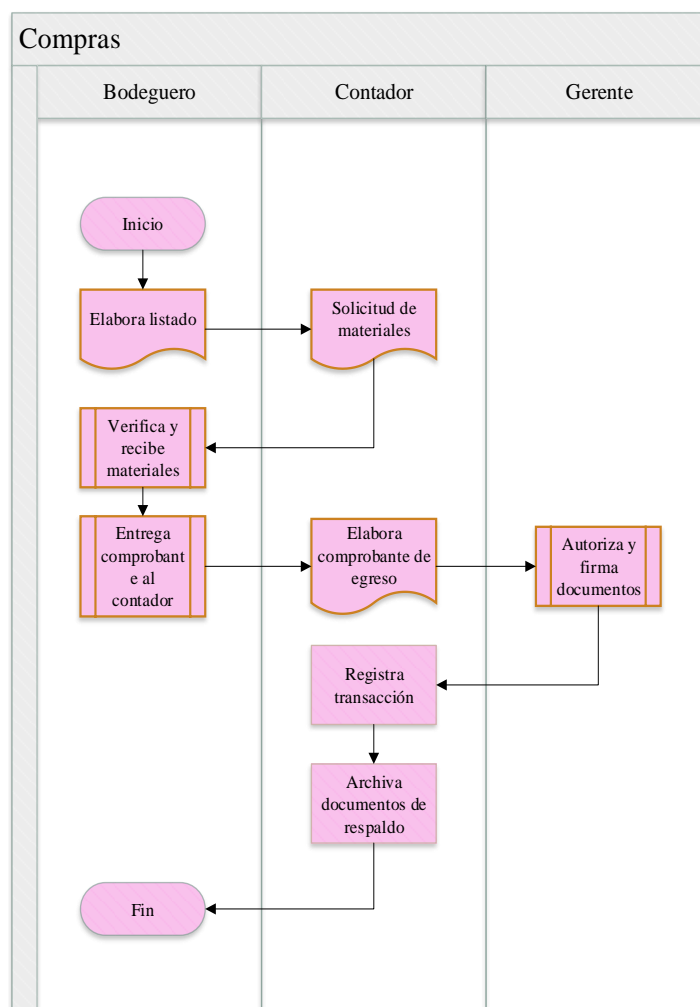 Compras
Bodeguero
Contador
Gerente
Inicio
Elabora listado
Solicitud de
materiales
Verifica y
recibe
materiales
Entrega
comprobant
e al
contador
Elabora
comprobante de
egreso
Autoriza y
firma
documentos
Registra
transacción
Archiva
documentos de
respaldo
Fin